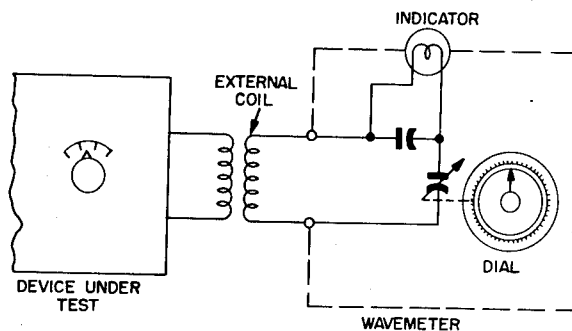 INDICATOR
EXTERNAL
COIL
DEVICE UNDER
TEST
DIAL
WAVEMETER